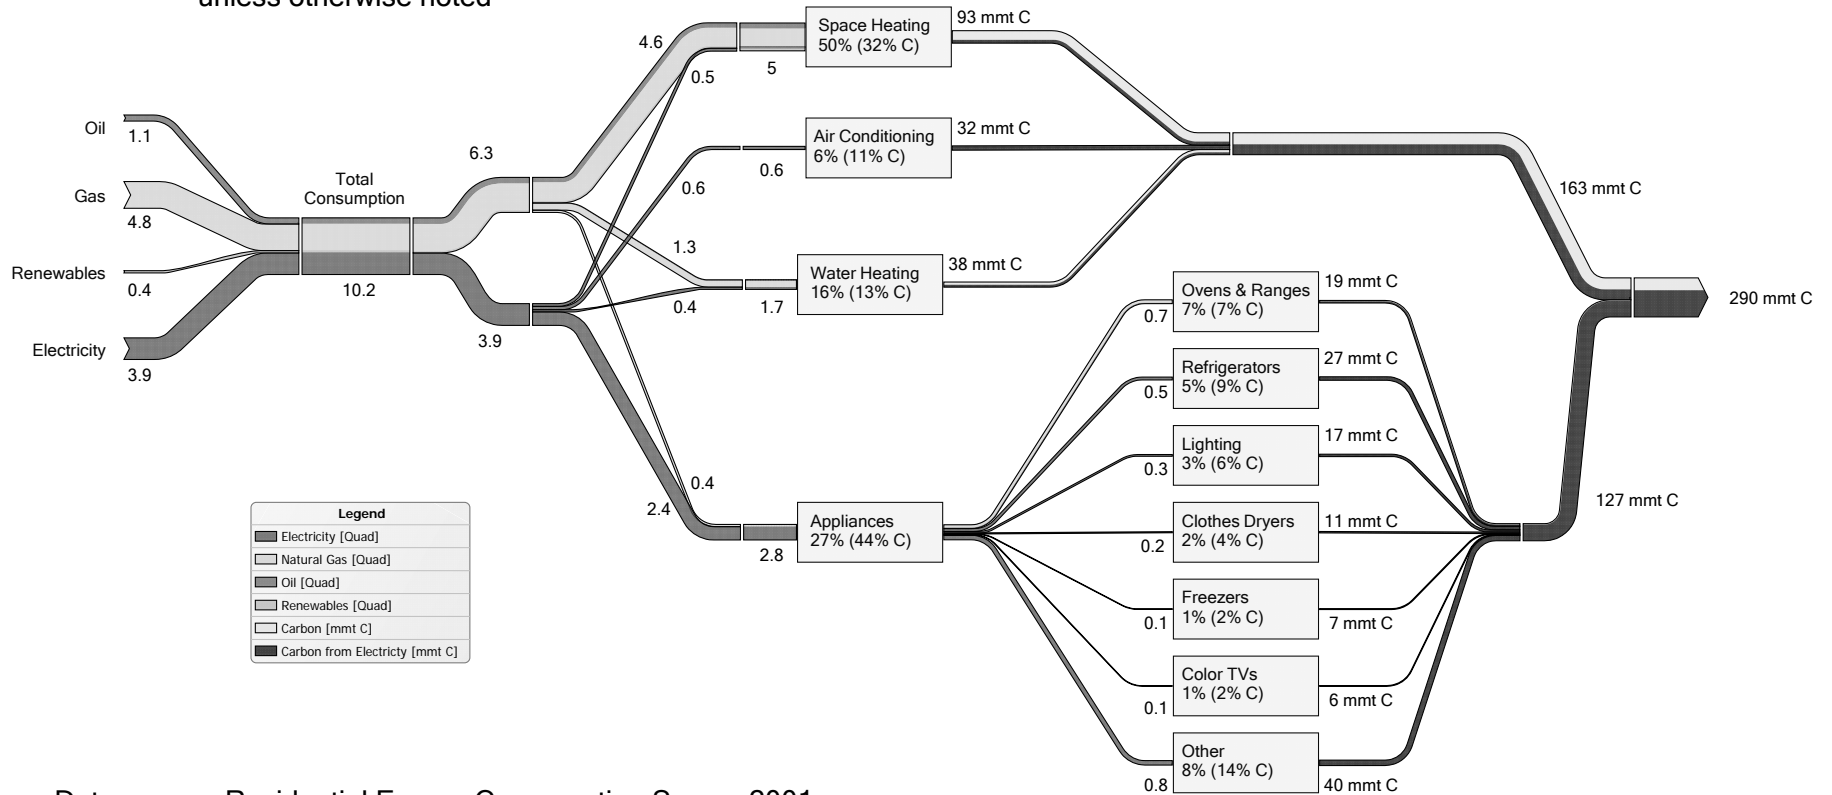 unless otherwise noted
Oil
1.1
Gas
4.8
Renewables
0.4
Electricity
3.9
Total
Consumption
10.2
6.3
3.9
4.6
0.5
5
0.6
0.6
1.3
0.4
1.7
0.4
2.4
2.8
Space Heating
50% (32% C)
93 mmt C
Air Conditioning
6% (11% C)
32 mmt C
Water Heating
16% (13% C)
38 mmt C
Appliances
27% (44% C)
0.7
Ovens & Ranges
7% (7% C)
19 mmt C
0.5
Refrigerators
5% (9% C)
27 mmt C
0.3
Lighting
3% (6% C)
17 mmt C
0.2
Clothes Dryers
2% (4% C)
11 mmt C
0.1
Freezers
1% (2% C)
7 mmt C
0.1
Color TVs
1% (2% C)
6 mmt C
0.8
Other
8% (14% C)
40 mmt C
163 mmt C
127 mmt C
290 mmt C
Legend
Electricity [Quad]
Natural Gas [Quad]
Oil [Quad]
Renewables [Quad]
Carbon [mmt C]
Carbon from Electricty [mmt C]
Residential Energy Consumption Survey 2001